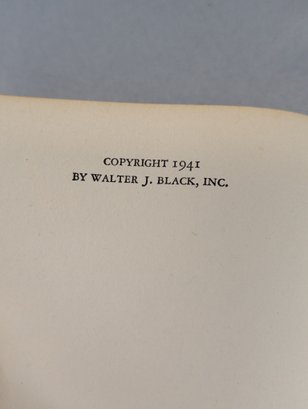 COPYRIGHT 1941
BY WALTER J. BLACK, INC.